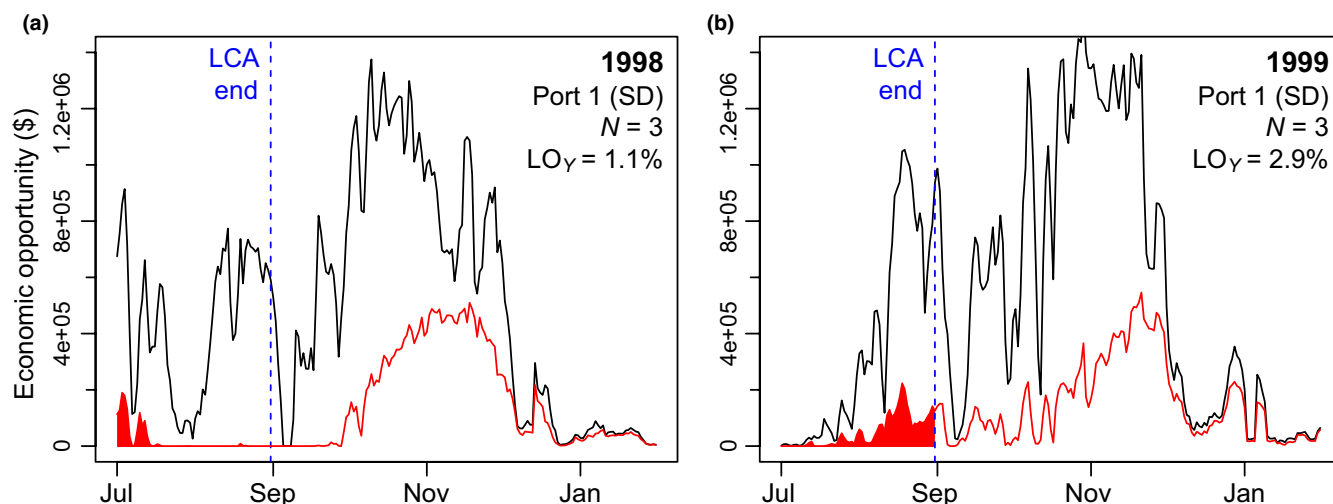 (a)
LCA
end
1998
Port 1 (SD)
N = 3
LOY = 1.1%
Economic opportunity ($)
0
4e+05
8e+05
1.2e+06
Jul
Sep
Nov
Jan
(b)
LCA
end
1999
Port 1 (SD)
N = 3
LOY = 2.9%
0
4e+05
8e+05
1.2e+06
Jul
Sep
Nov
Jan